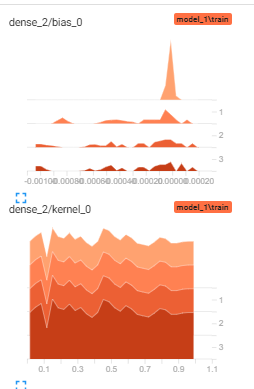 dense_2/bias_0
model_1\train
1
2
3
dense_2/kernel_0
model_1\train
1
2
3
0.1 0.3 0.5 0.7 0.9 1.1